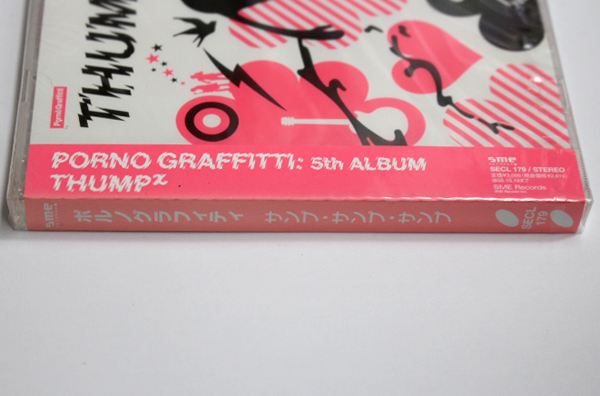 THUM
PornoGraffitti
PORNO GRAFFITTI: 5th ALBUM
THUMPx
sme
SECL 179 / STEREO
SME Records
sme
ポルノグラフィティ サンプ・サンプ・サンプ
SECL
179